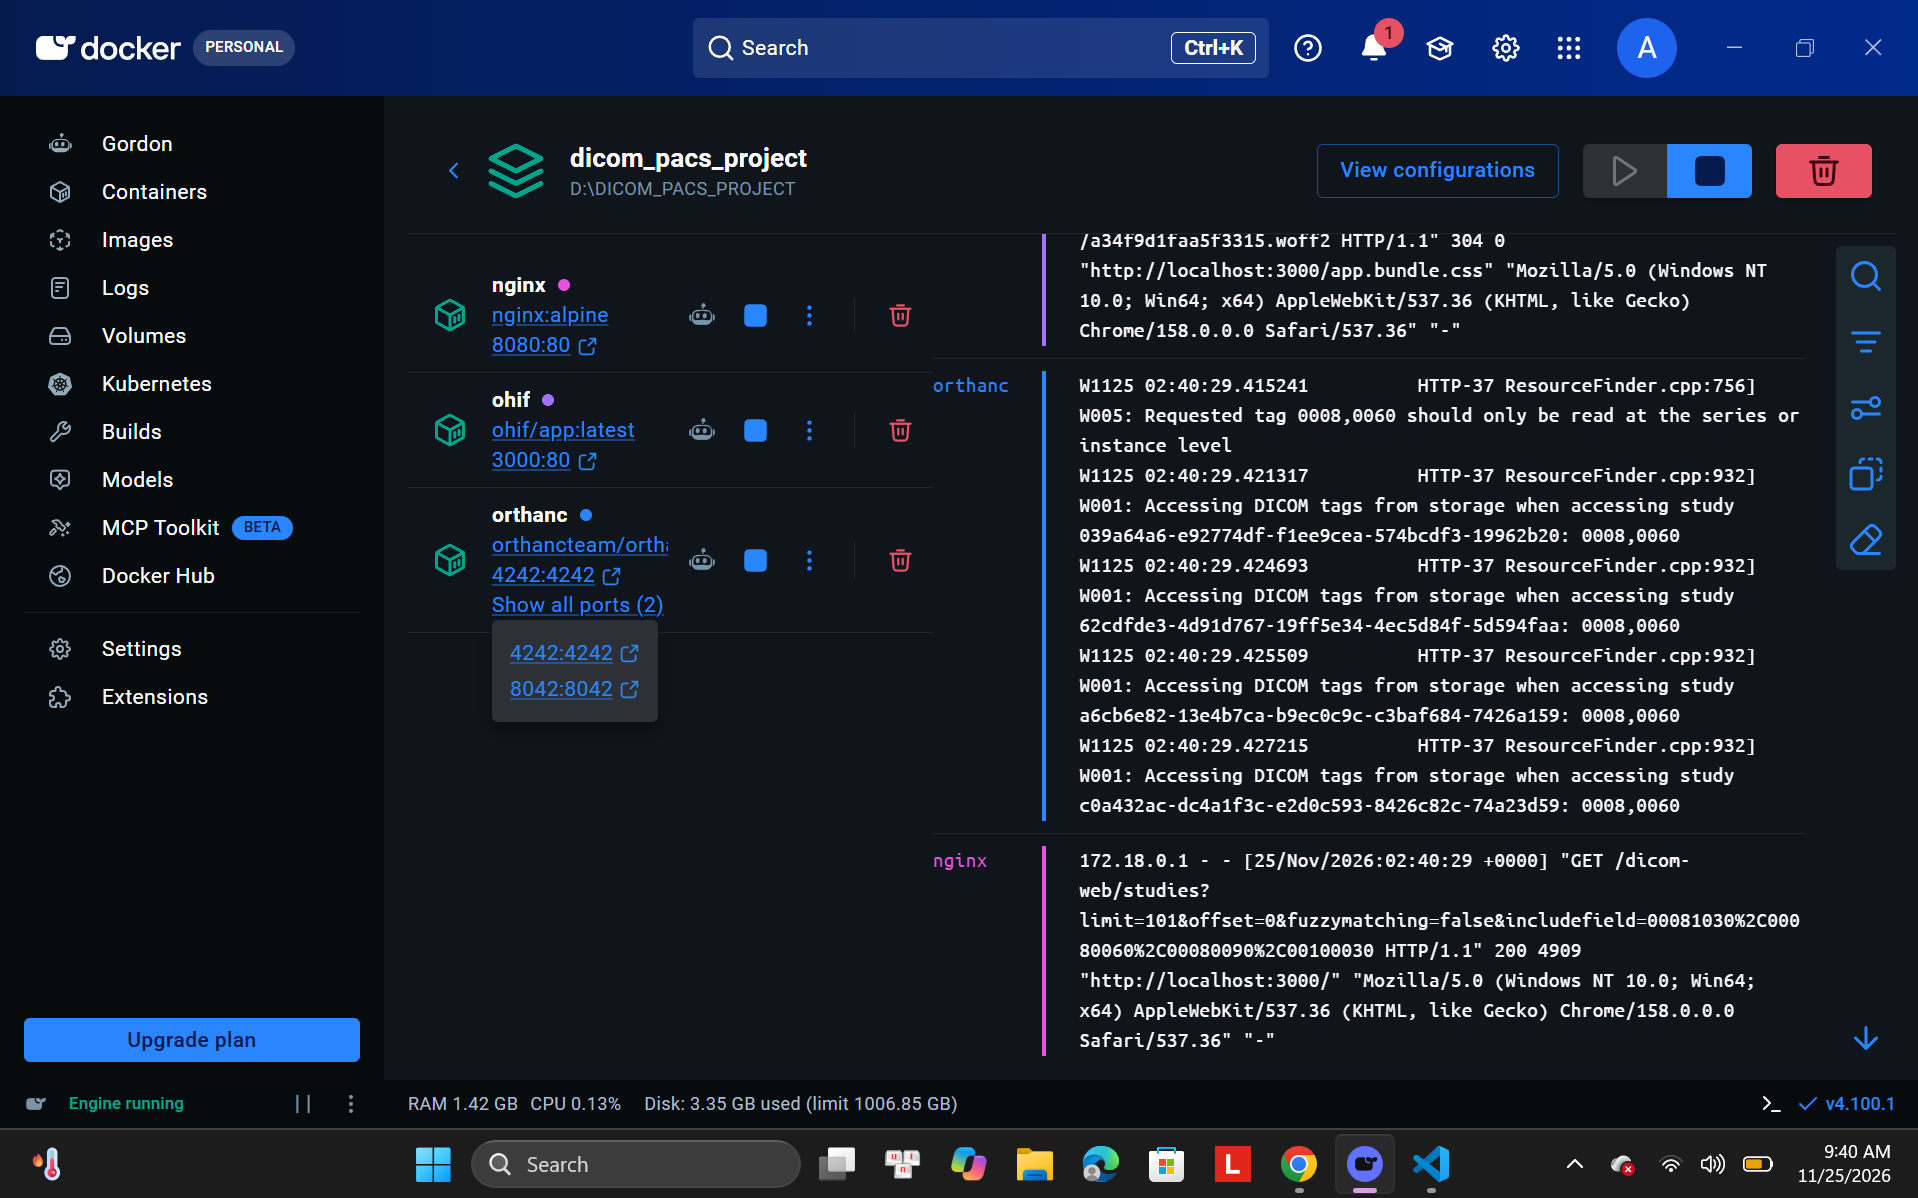 docker PERSONAL
Search
Ctrl+K
1
A
Gordon
Containers
Images
Logs
Volumes
Kubernetes
Builds
Models
MCP Toolkit BETA
Docker Hub
Settings
Extensions
Upgrade plan
dicom_pacs_project
D:\DICOM_PACS_PROJECT
View configurations
nginx
nginx:alpine
8080:80
ohif
ohif/app:latest
3000:80
orthanc
orthancteam/ortha
4242:4242
Show all ports (2)
4242:4242
8042:8042
/a34f9d1faa5f3315.woff2 HTTP/1.1" 304 0
"http://localhost:3000/app.bundle.css" "Mozilla/5.0 (Windows NT
10.0; Win64; x64) AppleWebKit/537.36 (KHTML, like Gecko)
Chrome/158.0.0.0 Safari/537.36" "-"
orthanc
W1125 02:40:29.415241 HTTP-37 ResourceFinder.cpp:756]
W005: Requested tag 0008,0060 should only be read at the series or
instance level
W1125 02:40:29.421317 HTTP-37 ResourceFinder.cpp:932]
W001: Accessing DICOM tags from storage when accessing study
039a64a6-e92774df-f1ee9cea-574bcdf3-19962b20: 0008,0060
W1125 02:40:29.424693 HTTP-37 ResourceFinder.cpp:932]
W001: Accessing DICOM tags from storage when accessing study
62cdfde3-4d91d767-19ff5e34-4ec5d84f-5d594faa: 0008,0060
W1125 02:40:29.425509 HTTP-37 ResourceFinder.cpp:932]
W001: Accessing DICOM tags from storage when accessing study
a6cb6e82-13e4b7ca-b9ec0c9c-c3baf684-7426a159: 0008,0060
W1125 02:40:29.427215 HTTP-37 ResourceFinder.cpp:932]
W001: Accessing DICOM tags from storage when accessing study
c0a432ac-dc4a1f3c-e2d0c593-8426c82c-74a23d59: 0008,0060
nginx
172.18.0.1 - - [25/Nov/2026:02:40:29 +0000] "GET /dicom-
web/studies?
limit=101&offset=0&fuzzymatching=false&includefield=00081030%2C000
80060%2C00080090%2C00100030 HTTP/1.1" 200 4909
"http://localhost:3000/" "Mozilla/5.0 (Windows NT 10.0; Win64;
x64) AppleWebKit/537.36 (KHTML, like Gecko) Chrome/158.0.0.0
Safari/537.36" "-"
Engine running
RAM 1.42 GB CPU 0.13% Disk: 3.35 GB used (limit 1006.85 GB)
v4.100.1
Search
L
9:40 AM
11/25/2026